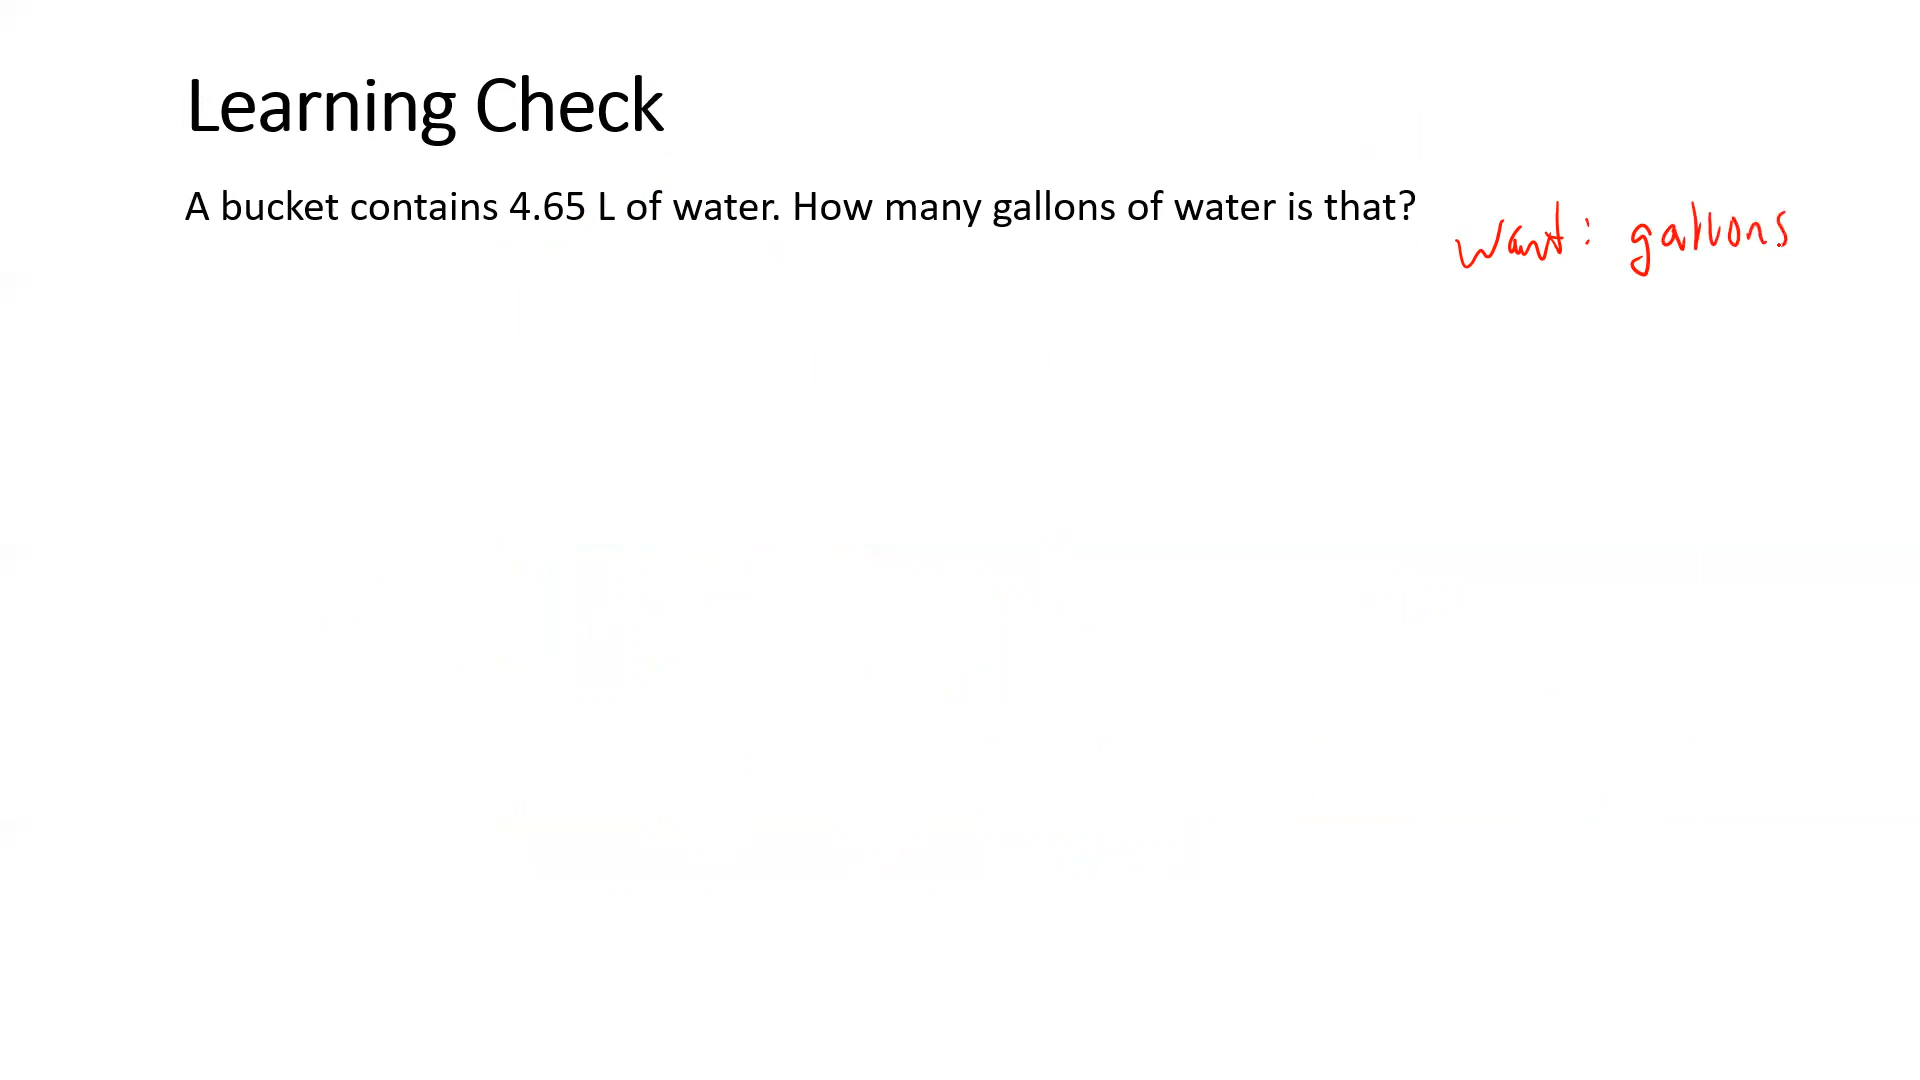 Learning Check
A bucket contains 4.65 L of water. How many gallons of water is that?
want: gallons